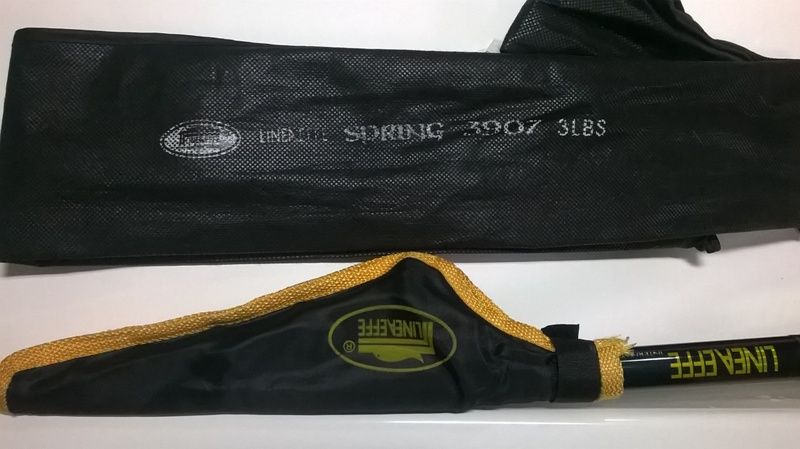 LINEAEFFE SPRING 3907 3LBS
LINEAEFFE ®
LINEAEFFE